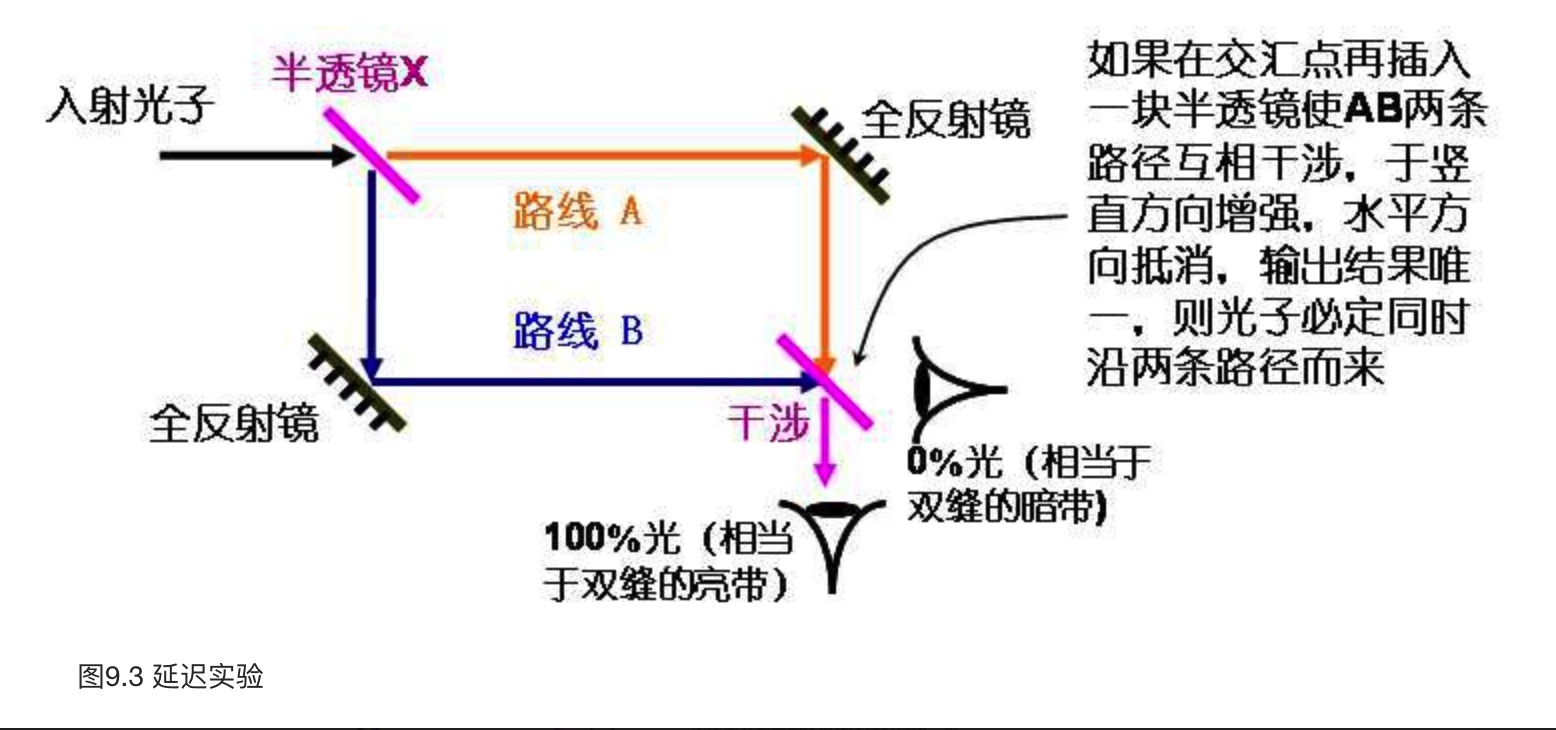 半透镜X
入射光子
全反射镜
路线 A
路线 B
全反射镜
干涉
如果在交汇点再插入
一块半透镜使AB两条
路径互相干涉，于竖
直方向增强，水平方
向抵消，输出结果唯
一，则光子必定同时
沿两条路径而来
0%光（相当于
双缝的暗带)
100%光（相当
于双缝的亮带）
图9.3 延迟实验